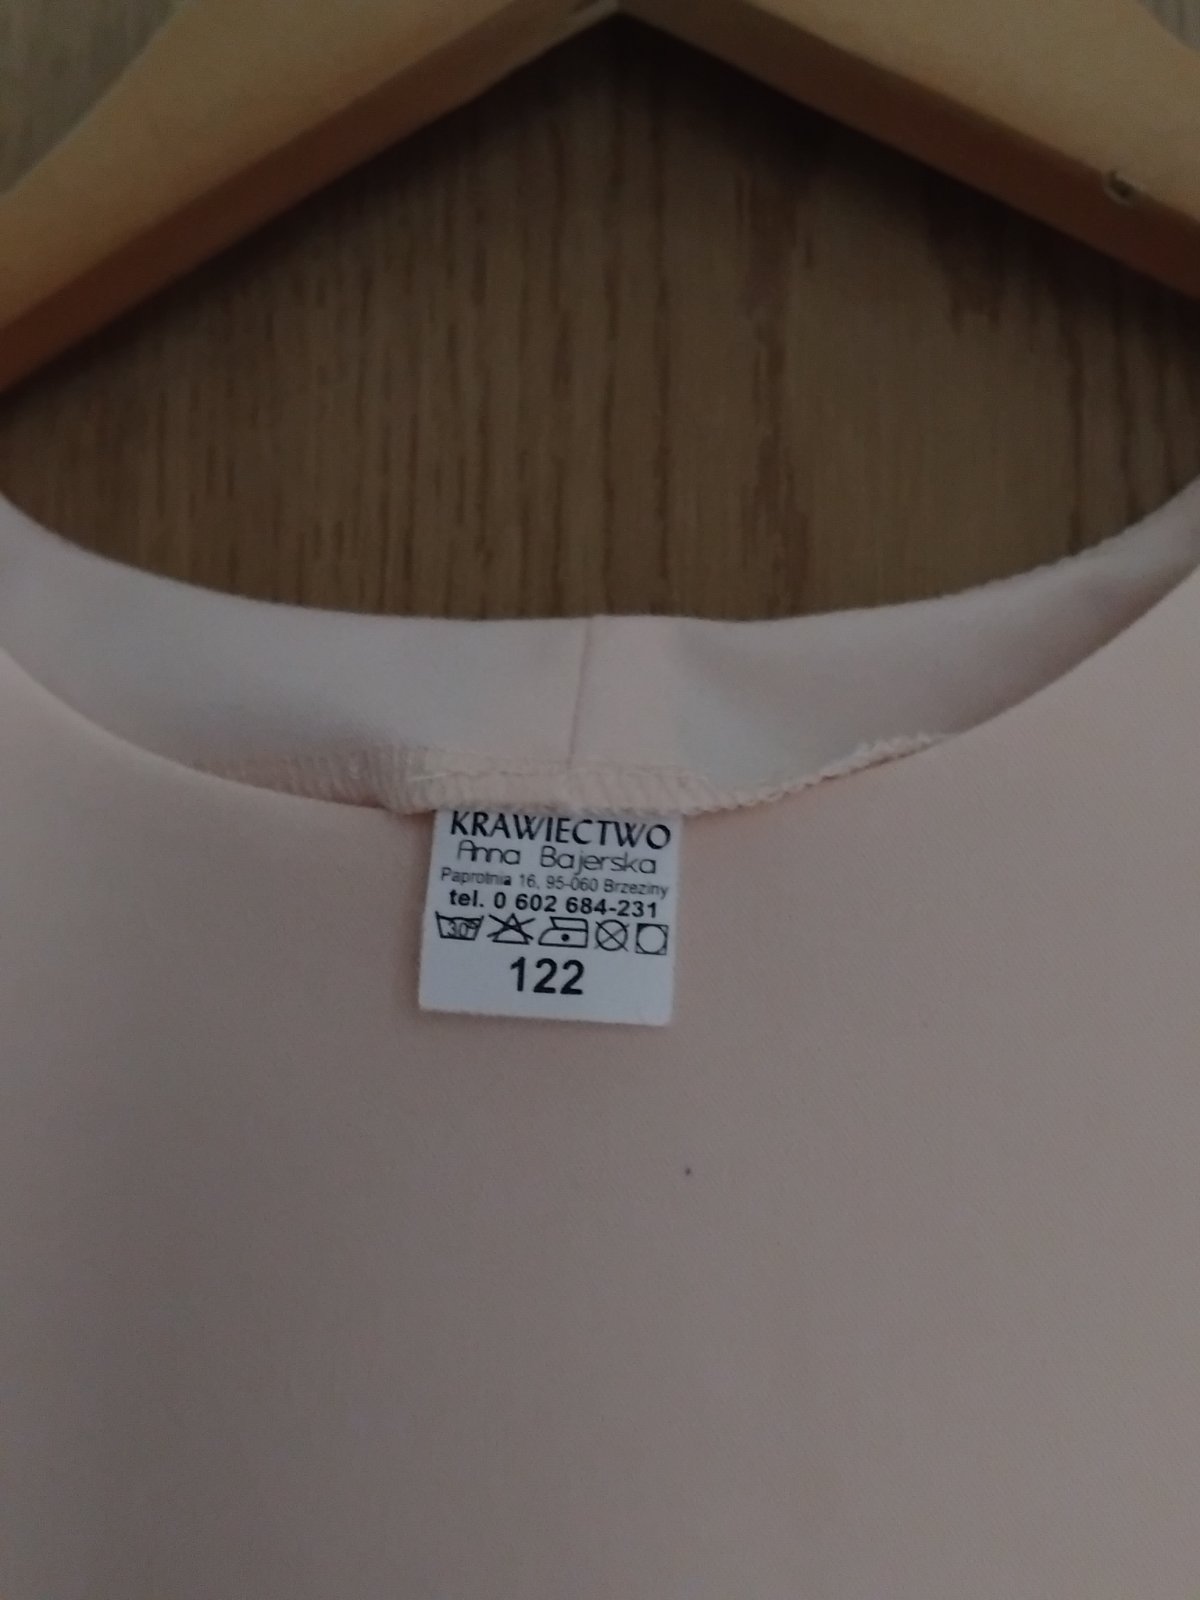 KRAWIECTWO
Anna Bajerska
Paprotnia 16, 95-060 Brzeziny
tel. 0 602 684-231
30°
122